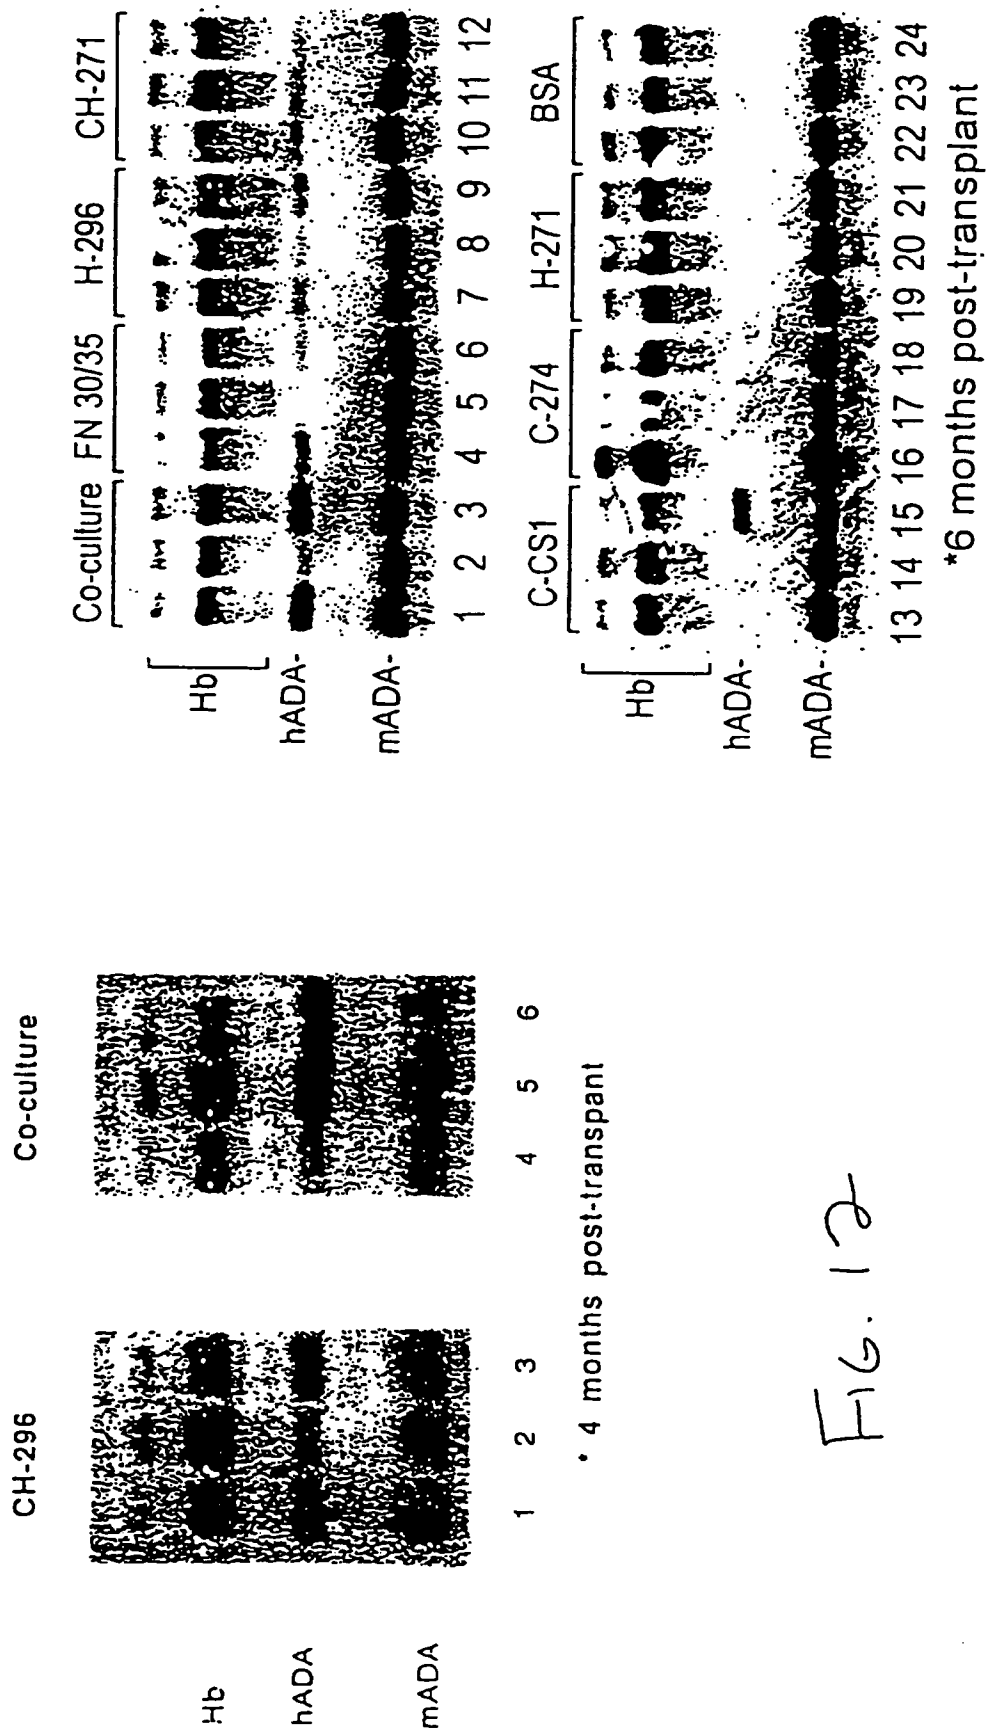 CH-296 Co-culture
Hb
hADA
mADA
1 2 3 4 5 6
* 4 months post-transpant
Co-culture FN 30/35 H-296 CH-271
Hb
hADA-
mADA-
1 2 3 4 5 6 7 8 9 10 11 12
C-CS1 C-274 H-271 BSA
Hb
hADA-
mADA-
13 14 15 16 17 18 19 20 21 22 23 24
*6 months post-transplant
FIG. 12